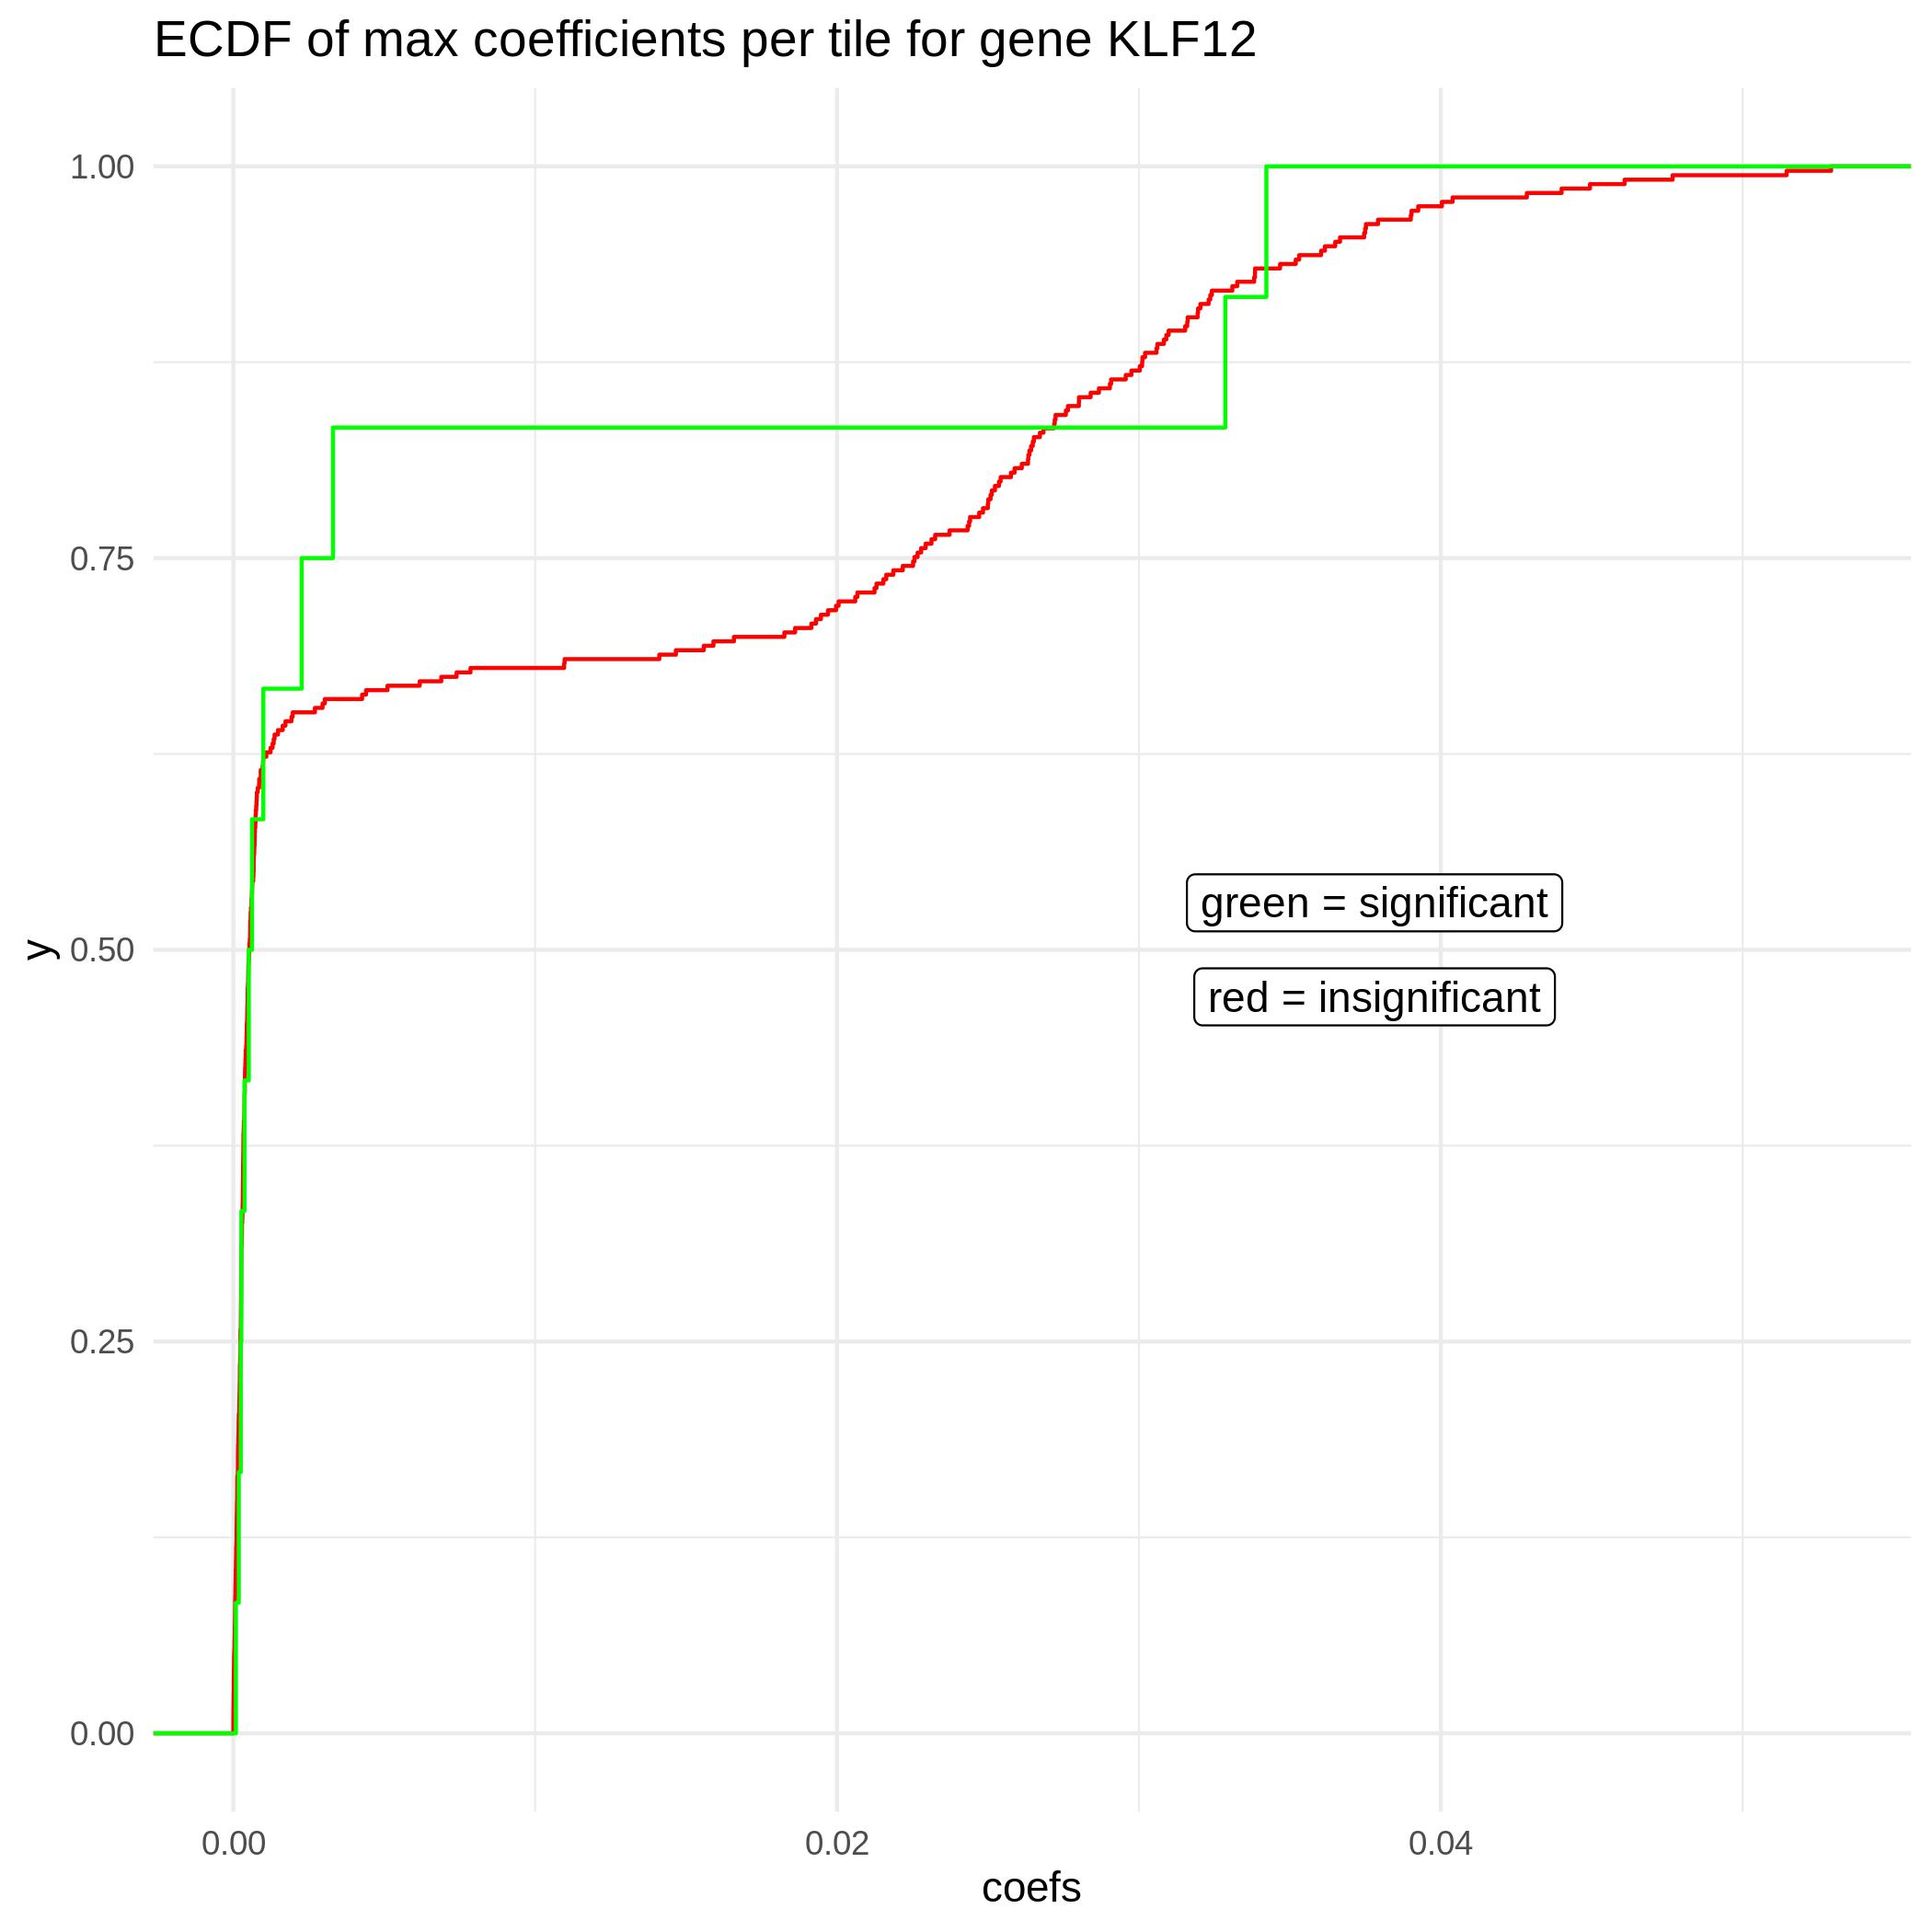 ECDF of max coefficients per tile for gene KLF12
1.00
0.75
0.50
0.25
0.00
y
green = significant
red = insignificant
0.00 0.02 0.04
coefs